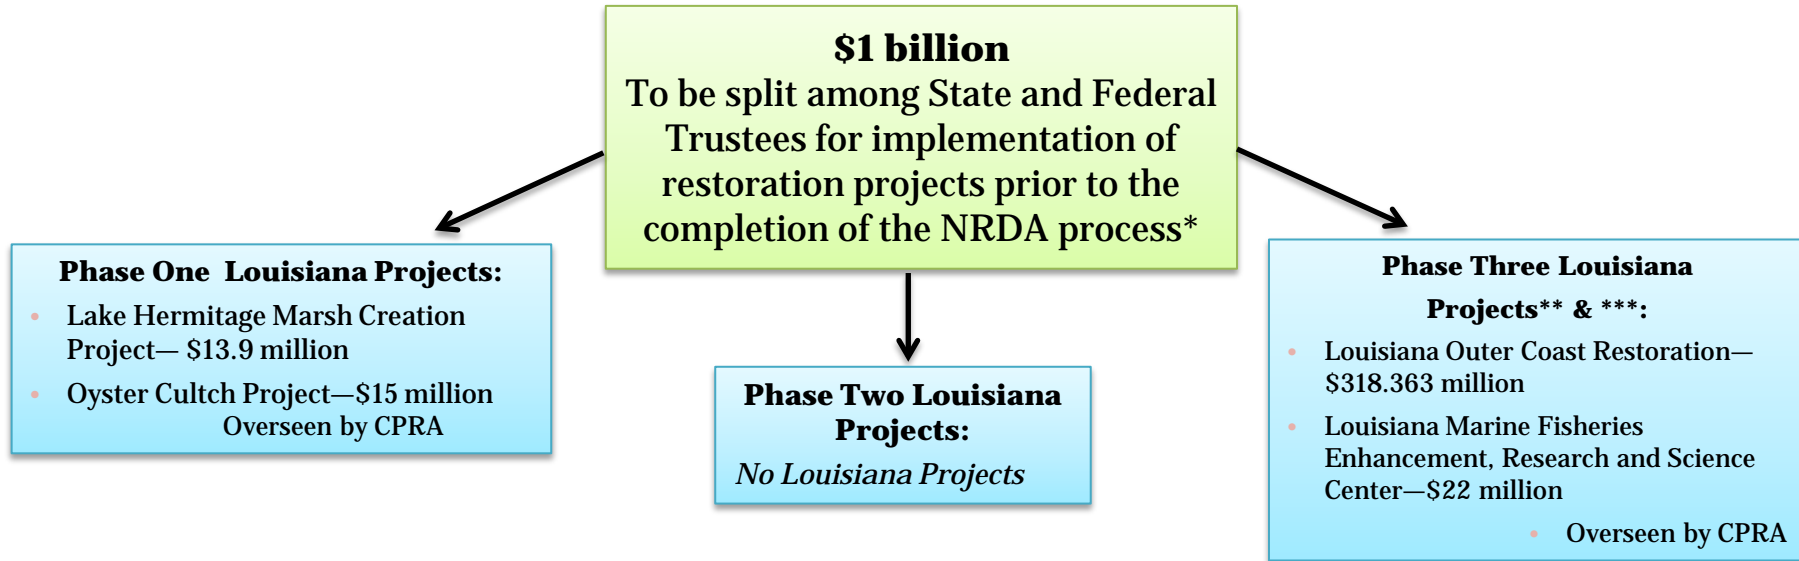 $1 billion
To be split among State and Federal
Trustees for implementation of
restoration projects prior to the
completion of the NRDA process*
Phase One Louisiana Projects:
• Lake Hermitage Marsh Creation
Project— $13.9 million
• Oyster Cultch Project—$15 million
Overseen by CPRA
Phase Two Louisiana
Projects:
No Louisiana Projects
Phase Three Louisiana
Projects** & ***:
• Louisiana Outer Coast Restoration—
$318.363 million
• Louisiana Marine Fisheries
Enhancement, Research and Science
Center—$22 million
• Overseen by CPRA